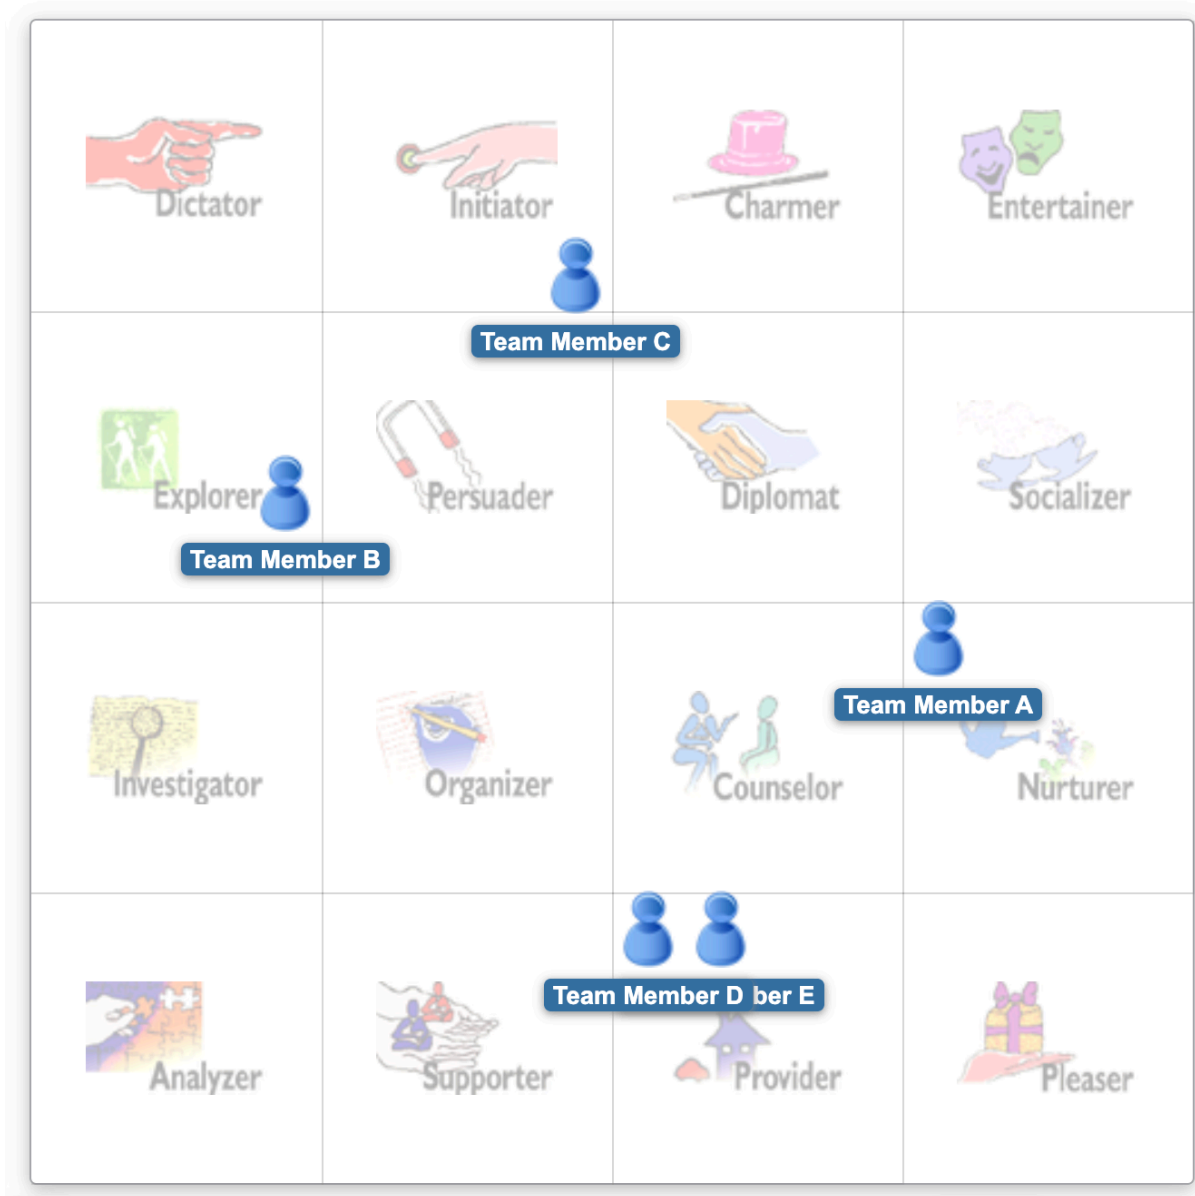 Dictator
Initiator
Charmer
Entertainer
Team Member C
Explorer
Persuader
Diplomat
Socializer
Team Member B
Team Member A
Investigator
Organizer
Counselor
Nurturer
Team Member D
ber E
Analyzer
Supporter
Provider
Pleaser